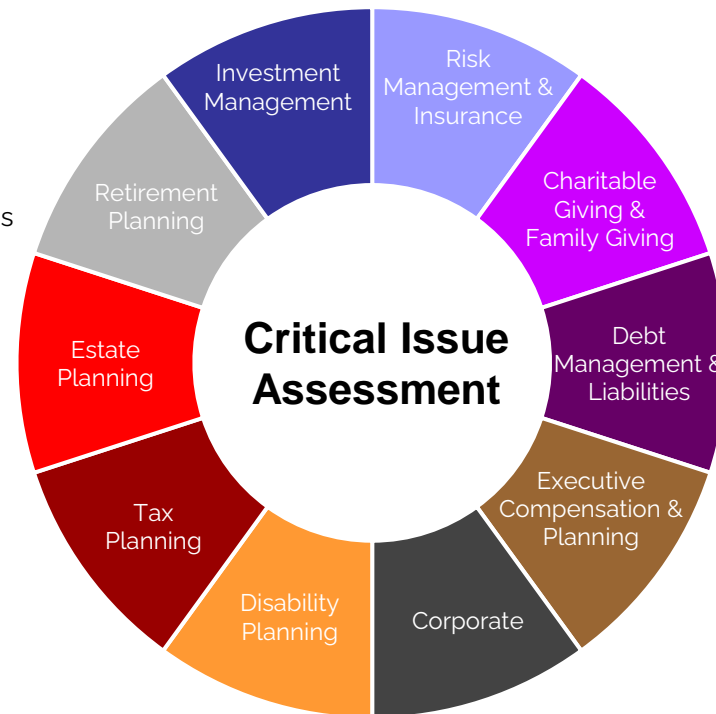 Investment
Management
Risk
Management &
Insurance
Charitable
Giving &
Family Giving
Debt
Management &
Liabilities
Executive
Compensation &
Planning
Corporate
Disability
Planning
Tax
Planning
Estate
Planning
Retirement
Planning
s
Critical Issue
Assessment